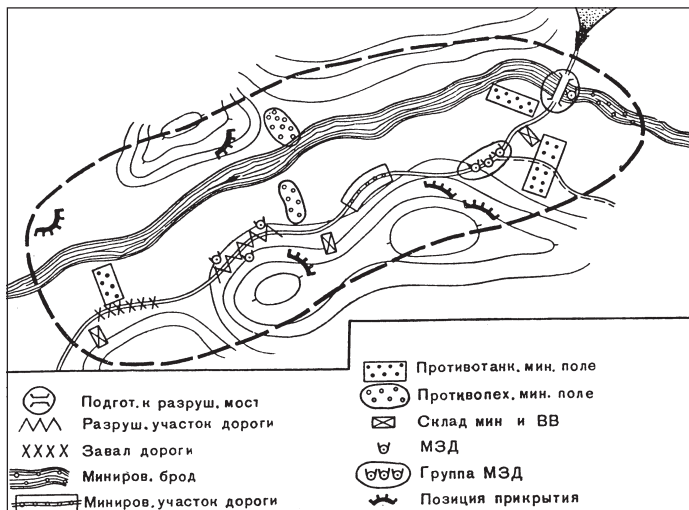 Подгот. к разруш. мост
Разруш. участок дороги
Завал дороги
Миниров. брод
Миниров. участок дороги
Противотанк. мин. поле
Противопех. мин. поле
Склад мин и ВВ
МЗД
Группа МЗД
Позиция прикрытия